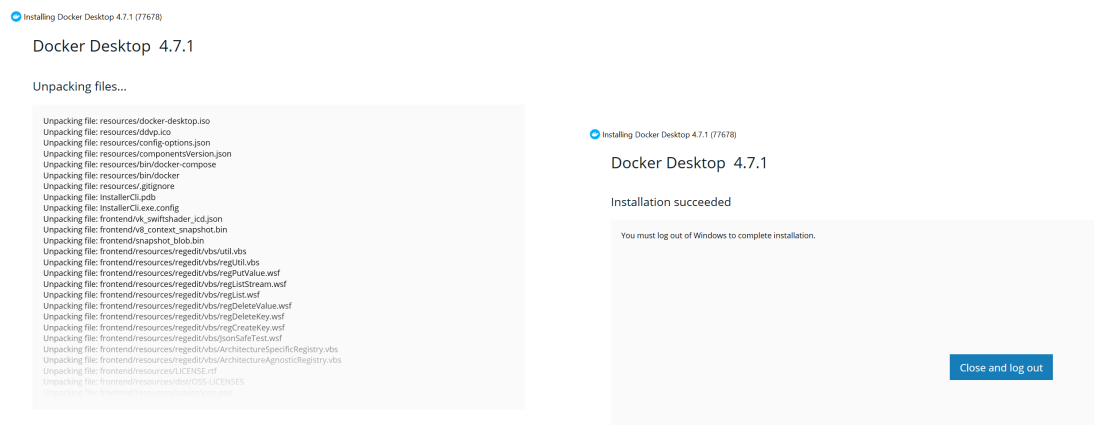 Installing Docker Desktop 4.7.1 (77678)
Docker Desktop 4.7.1
Unpacking files...
Unpacking file: resources/docker-desktop.iso
Unpacking file: resources/ddvp.ico
Unpacking file: resources/config-options.json
Unpacking file: resources/componentsVersion.json
Unpacking file: resources/bin/docker-compose
Unpacking file: resources/bin/docker
Unpacking file: resources/.gitignore
Unpacking file: InstallerCli.pdb
Unpacking file: InstallerCli.exe.config
Unpacking file: frontend/vk_swiftshader_icd.json
Unpacking file: frontend/v8_context_snapshot.bin
Unpacking file: frontend/snapshot_blob.bin
Unpacking file: frontend/resources/regedit/vbs/util.vbs
Unpacking file: frontend/resources/regedit/vbs/regUtil.vbs
Unpacking file: frontend/resources/regedit/vbs/regPutValue.wsf
Unpacking file: frontend/resources/regedit/vbs/regListStream.wsf
Unpacking file: frontend/resources/regedit/vbs/regList.wsf
Unpacking file: frontend/resources/regedit/vbs/regDeleteValue.wsf
Unpacking file: frontend/resources/regedit/vbs/regDeleteKey.wsf
Unpacking file: frontend/resources/regedit/vbs/regCreateKey.wsf
Unpacking file: frontend/resources/regedit/vbs/JsonSafeTest.wsf
Unpacking file: frontend/resources/regedit/vbs/ArchitectureSpecificRegistry.vbs
Unpacking file: frontend/resources/regedit/vbs/ArchitectureAgnosticRegistry.vbs
Unpacking file: frontend/resources/LICENSE.rtf
Unpacking file: frontend/resources/dist/OSS-LICENSES
Installing Docker Desktop 4.7.1 (77678)
Docker Desktop 4.7.1
Installation succeeded
You must log out of Windows to complete installation.
Close and log out